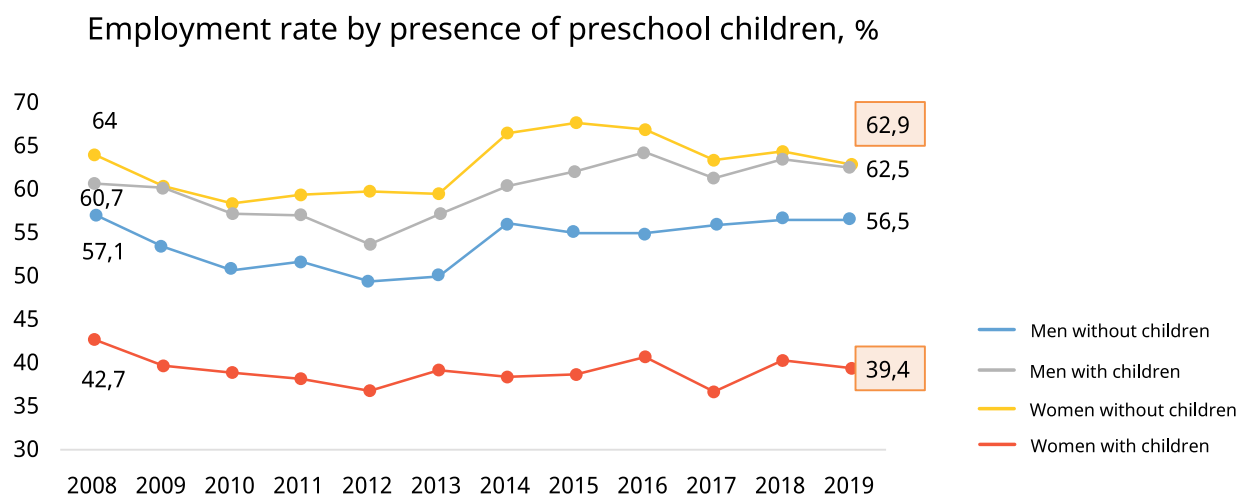 Employment rate by presence of preschool children, %
70
65
60
55
50
45
40
35
30
64
60,7
57,1
42,7
62,9
62,5
56,5
39,4
2008 2009 2010 2011 2012 2013 2014 2015 2016 2017 2018 2019
Men without children
Men with children
Women without children
Women with children